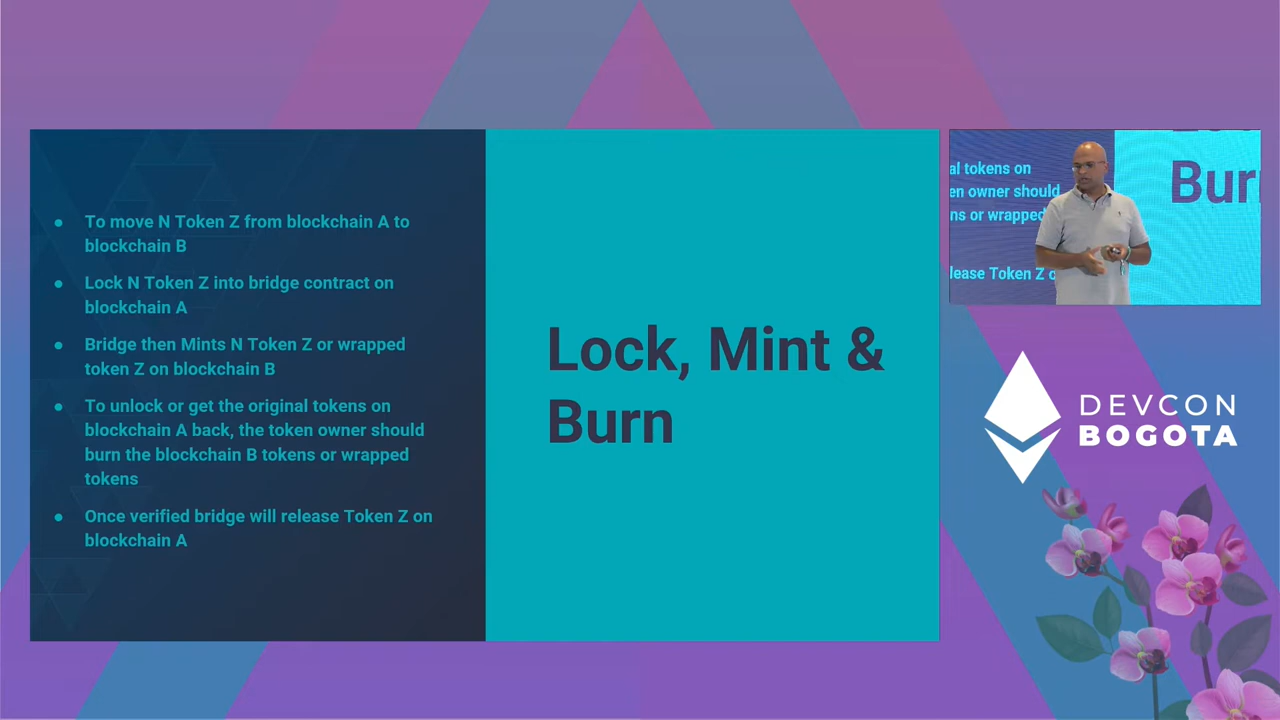 To move N Token Z from blockchain A to
blockchain B
Lock N Token Z into bridge contract on
blockchain A
Bridge then Mints N Token Z or wrapped
token Z on blockchain B
To unlock or get the original tokens on
blockchain A back, the token owner should
burn the blockchain B tokens or wrapped
tokens
Once verified bridge will release Token Z on
blockchain A
Lock, Mint &
Burn
al tokens on
en owner should
ns or wrapped
lease Token Z o
Bur
DEVCON
BOGOTA